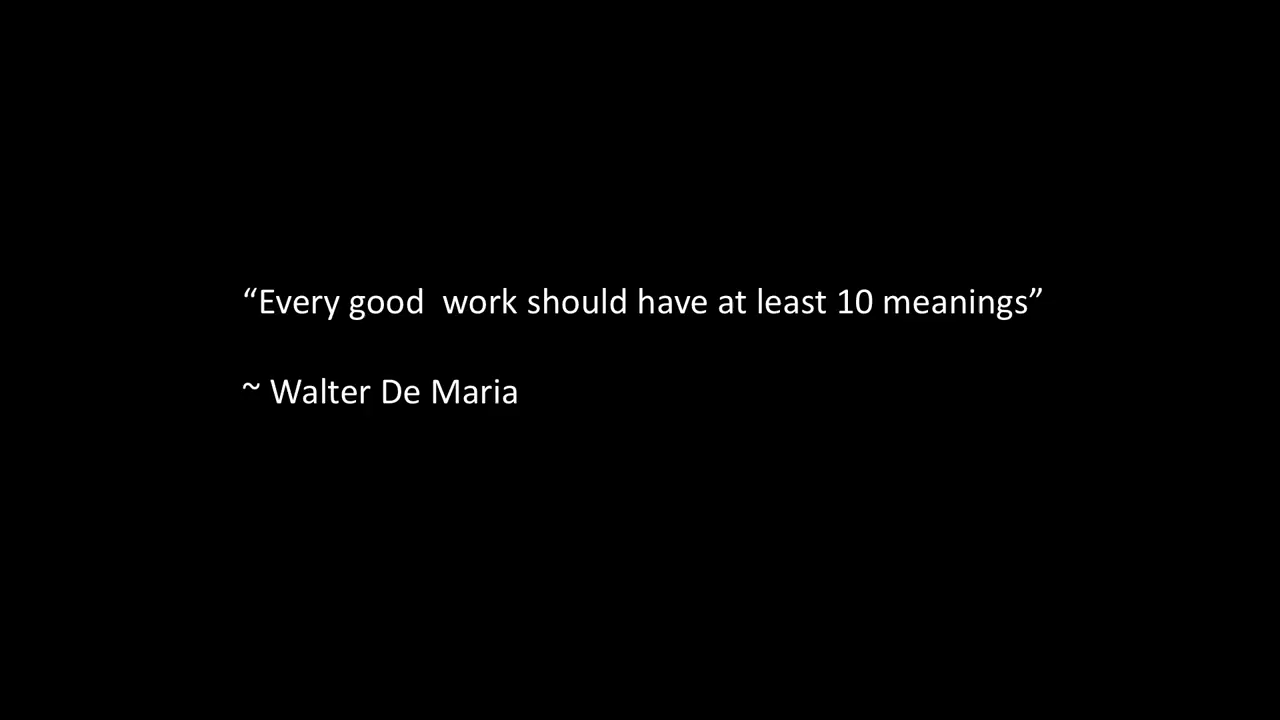 “Every good  work should have at least 10 meanings”
~ Walter De Maria